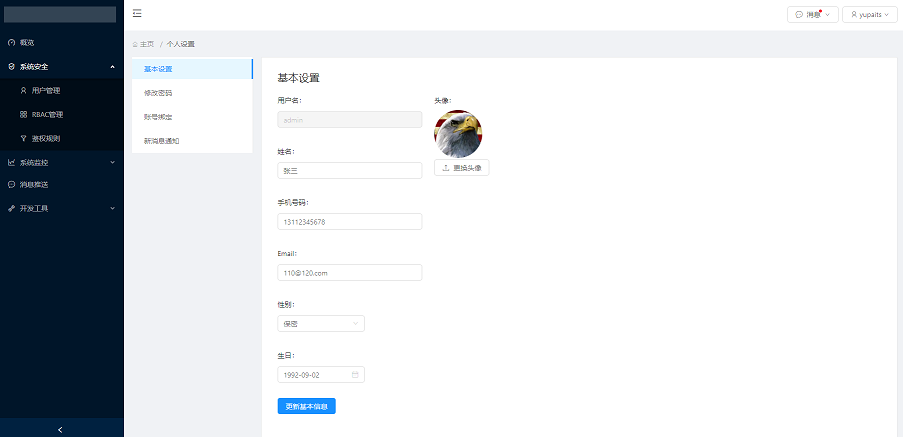 消息
yupaits
概览
系统安全
用户管理
RBAC管理
鉴权规则
系统监控
消息推送
开发工具
主页 / 个人设置
基本设置
修改密码
账号绑定
新消息通知
基本设置
用户名：
admin
头像：
更换头像
姓名：
张三
手机号码：
13112345678
Email：
110@120.com
性别：
保密
生日：
1992-09-02
更新基本信息